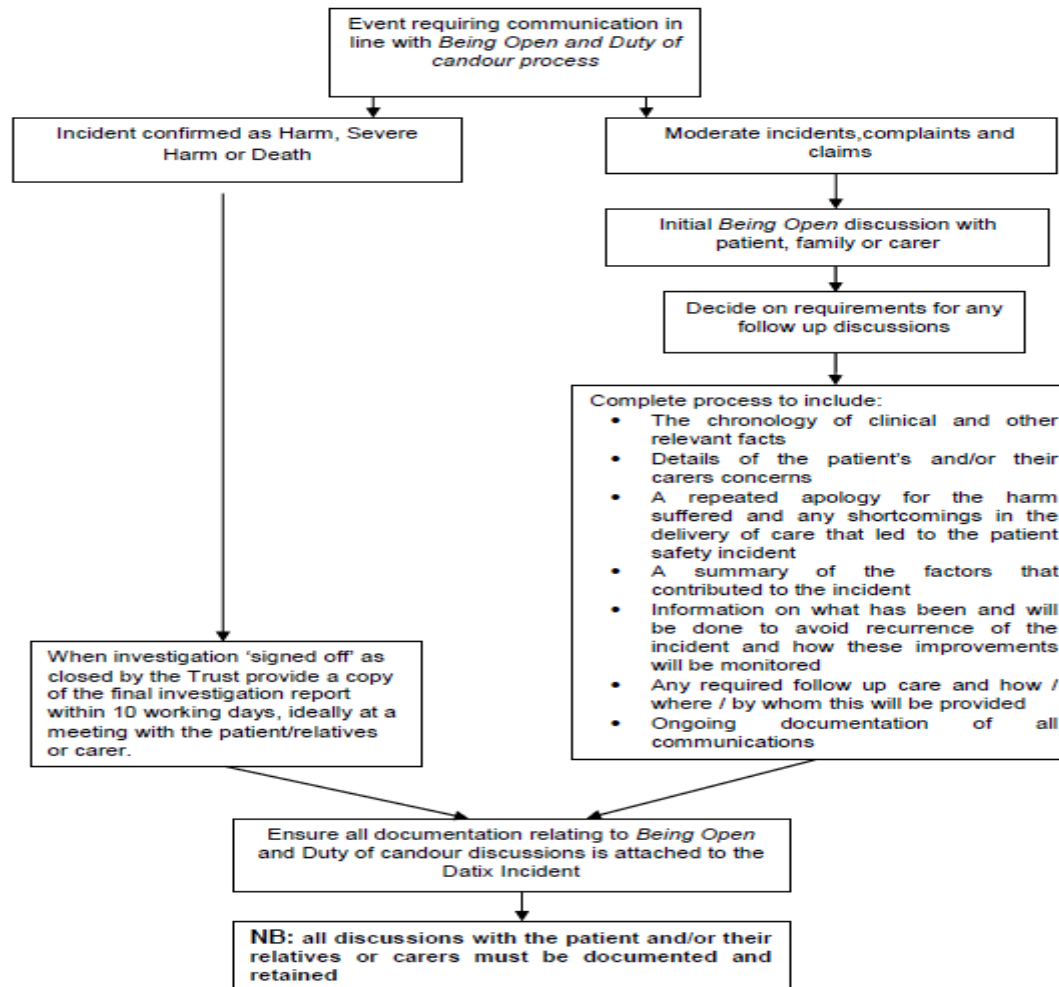 Event requiring communication in
line with Being Open and Duty of
candour process
Incident confirmed as Harm, Severe
Harm or Death
Moderate incidents,complaints and
claims
Initial Being Open discussion with
patient, family or carer
Decide on requirements for any
follow up discussions
Complete process to include:
• The chronology of clinical and other
relevant facts
• Details of the patient's and/or their
carers concerns
• A repeated apology for the harm
suffered and any shortcomings in the
delivery of care that led to the patient
safety incident
• A summary of the factors that
contributed to the incident
• Information on what has been and will
be done to avoid recurrence of the
incident and how these improvements
will be monitored
• Any required follow up care and how /
where / by whom this will be provided
• Ongoing documentation of all
communications
When investigation ‘signed off’ as
closed by the Trust provide a copy
of the final investigation report
within 10 working days, ideally at a
meeting with the patient/relatives
or carer.
Ensure all documentation relating to Being Open
and Duty of candour discussions is attached to the
Datix Incident
NB: all discussions with the patient and/or their
relatives or carers must be documented and
retained